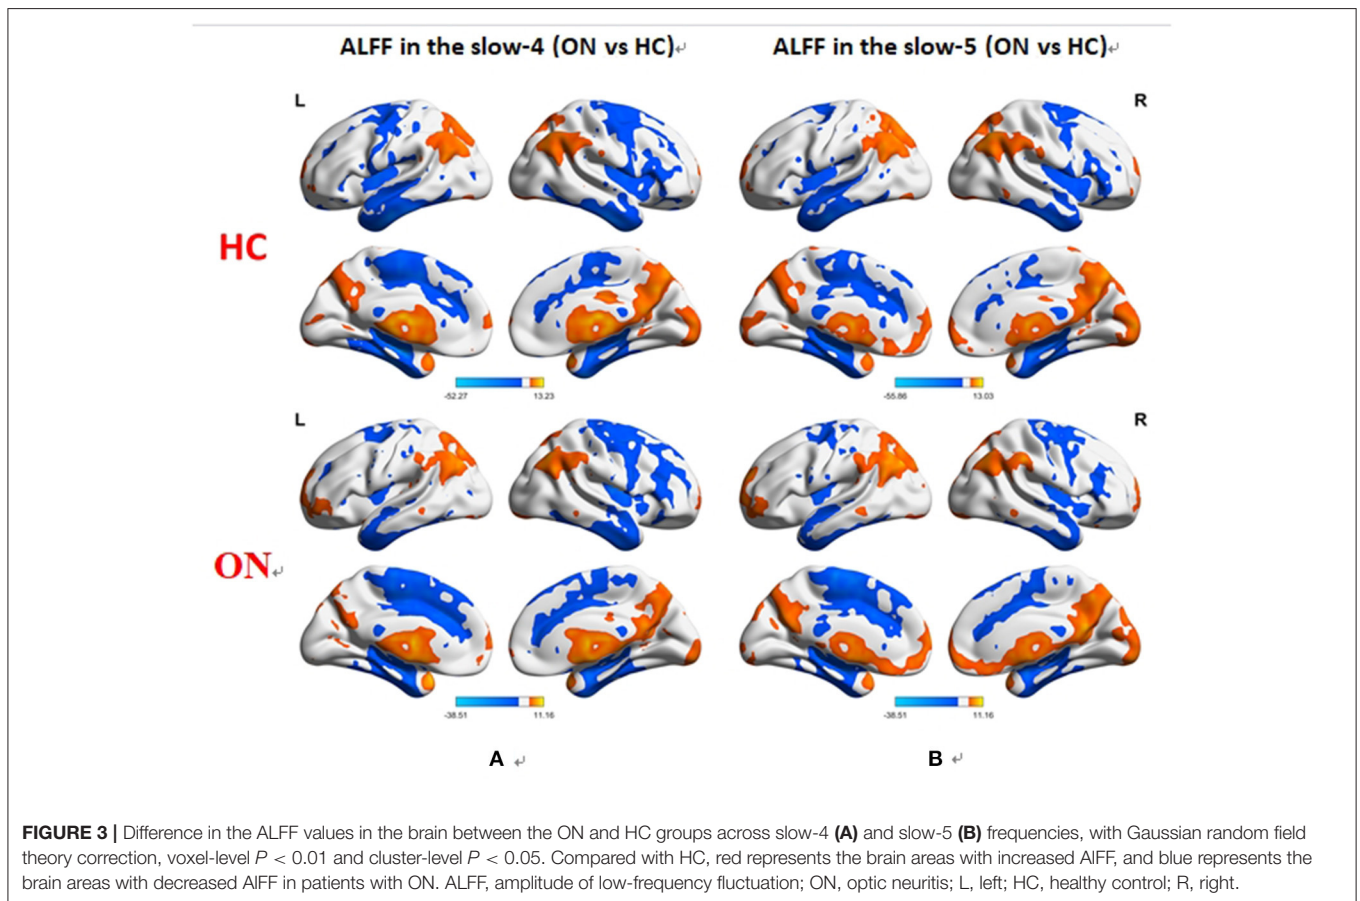 ALFF in the slow-4 (ON vs HC)↵
ALFF in the slow-5 (ON vs HC)↵
L
R
HC
-52.27
13.23
-55.86
13.03
L
R
ON↵
-38.51
11.16
-38.51
11.16
A ↵
B ↵
FIGURE 3 | Difference in the ALFF values in the brain between the ON and HC groups across slow-4 (A) and slow-5 (B) frequencies, with Gaussian random field
theory correction, voxel-level P < 0.01 and cluster-level P < 0.05. Compared with HC, red represents the brain areas with increased AlFF, and blue represents the
brain areas with decreased AlFF in patients with ON. ALFF, amplitude of low-frequency fluctuation; ON, optic neuritis; L, left; HC, healthy control; R, right.